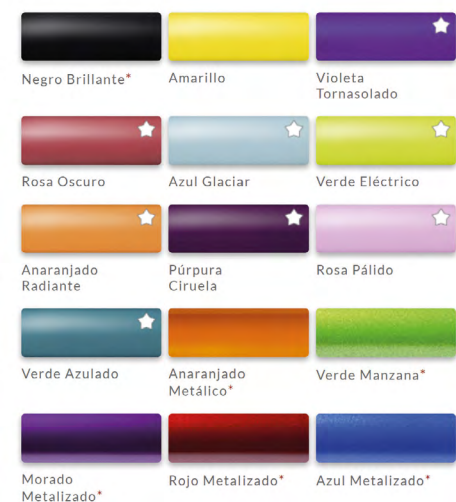 Negro Brillante*
Amarillo
Violeta
Tornasolado
Rosa Oscuro
Azul Glaciar
Verde Eléctrico
Anaranjado
Radiante
Púrpura
Ciruela
Rosa Pálido
Verde Azulado
Anaranjado
Metálico*
Verde Manzana*
Morado
Metalizado*
Rojo Metalizado*
Azul Metalizado*